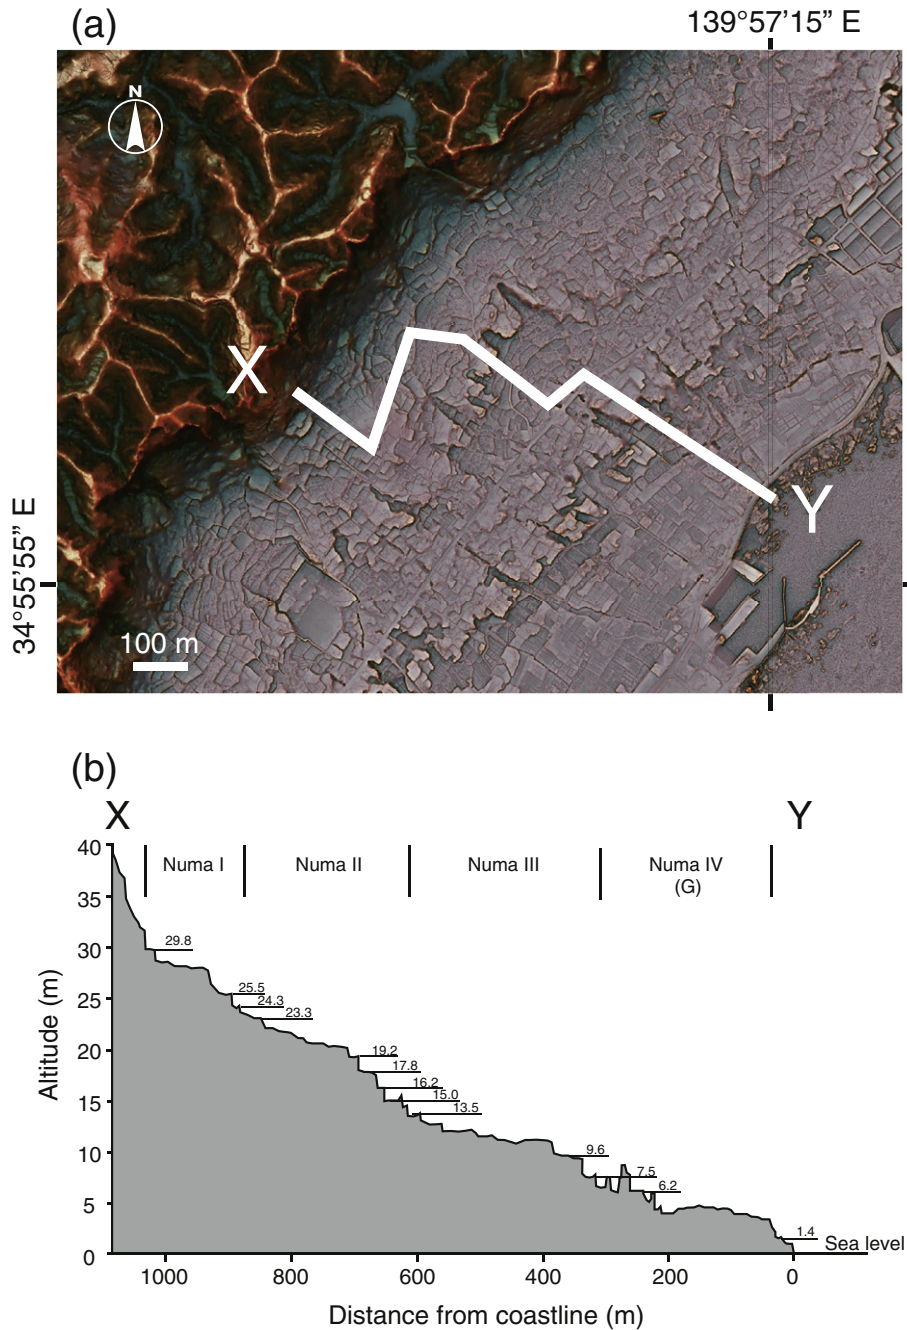 (a)
139°57’15” E
N
X
Y
34°55’55” E
100 m
(b)
X
Y
40
35
30
25
20
15
10
5
0
Altitude (m)
Numa I
Numa II
Numa III
Numa IV
(G)
29.8
25.5
24.3
23.3
19.2
17.8
16.2
15.0
13.5
9.6
7.5
6.2
1.4
Sea level
1000
800
600
400
200
0
Distance from coastline (m)